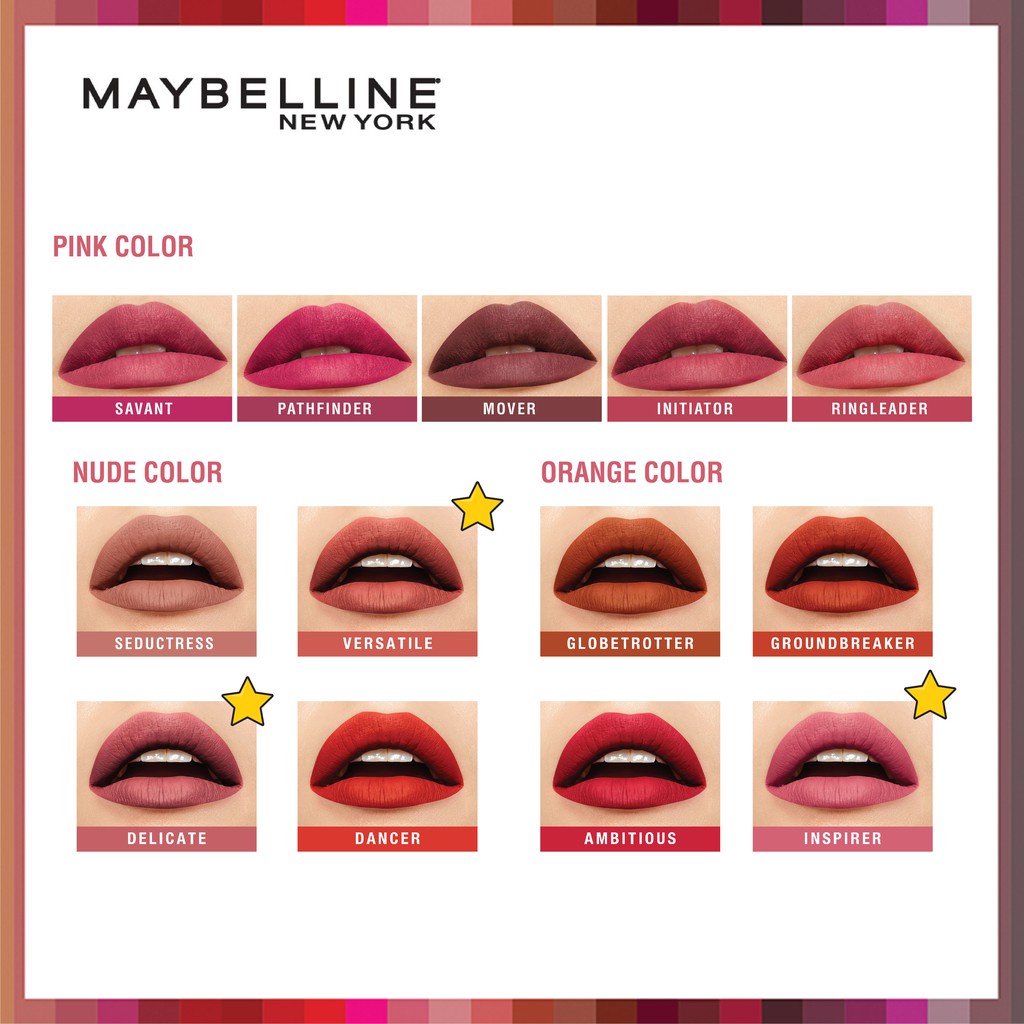 MAYBELLINE
NEW YORK
PINK COLOR
SAVANT
PATHFINDER
MOVER
INITIATOR
RINGLEADER
NUDE COLOR
ORANGE COLOR
SEDUCTRESS
VERSATILE
GLOBETROTTER
GROUNDBREAKER
DELICATE
DANCER
AMBITIOUS
INSPIRER